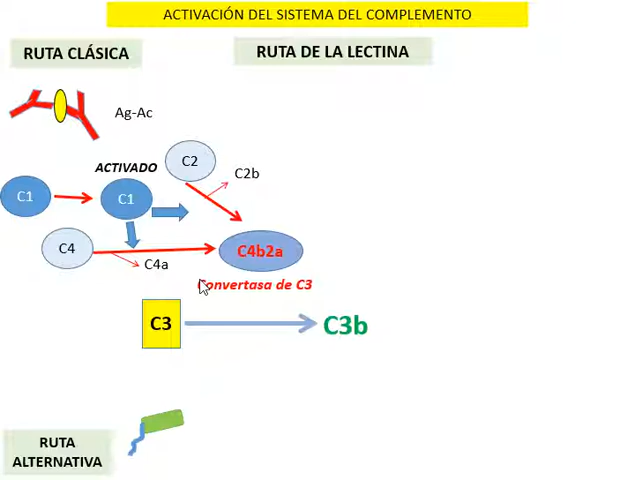 ACTIVACIÓN DEL SISTEMA DEL COMPLEMENTO
RUTA CLÁSICA
RUTA DE LA LECTINA
Ag-Ac
C2
ACTIVADO
C2b
C1
C1
C4
C4b2a
C4a
Convertasa de C3
C3
C3b
RUTA
ALTERNATIVA